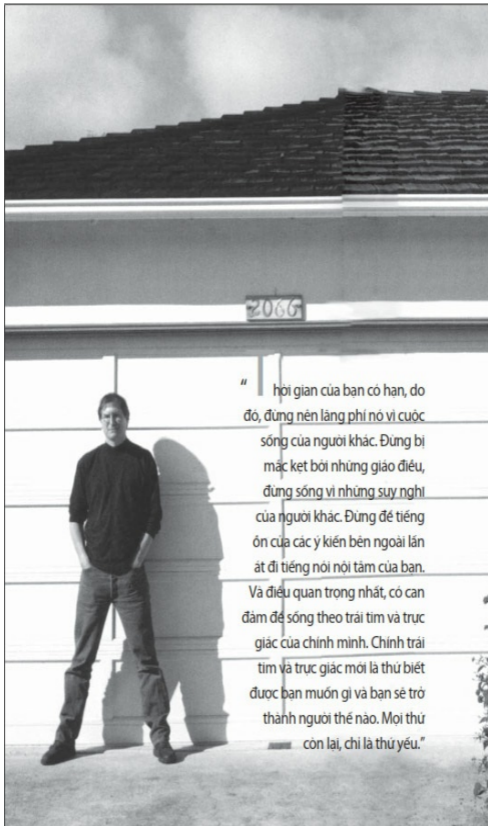 2066
“Thời gian của bạn có hạn, do
đó, đừng nên lãng phí nó vì cuộc
sống của người khác. Đừng bị
mắc kẹt bởi những giáo điều,
đừng sống vì những suy nghĩ
của người khác. Đừng để tiếng
ồn của các ý kiến bên ngoài lấn
át đi tiếng nói nội tâm của bạn.
Và điều quan trọng nhất, có can
đảm để sống theo trái tim và trực
giác của chính mình. Chính trái
tim và trực giác mới là thứ biết
được bạn muốn gì và bạn sẽ trở
thành người thế nào. Mọi thứ
còn lại, chỉ là thứ yếu.”